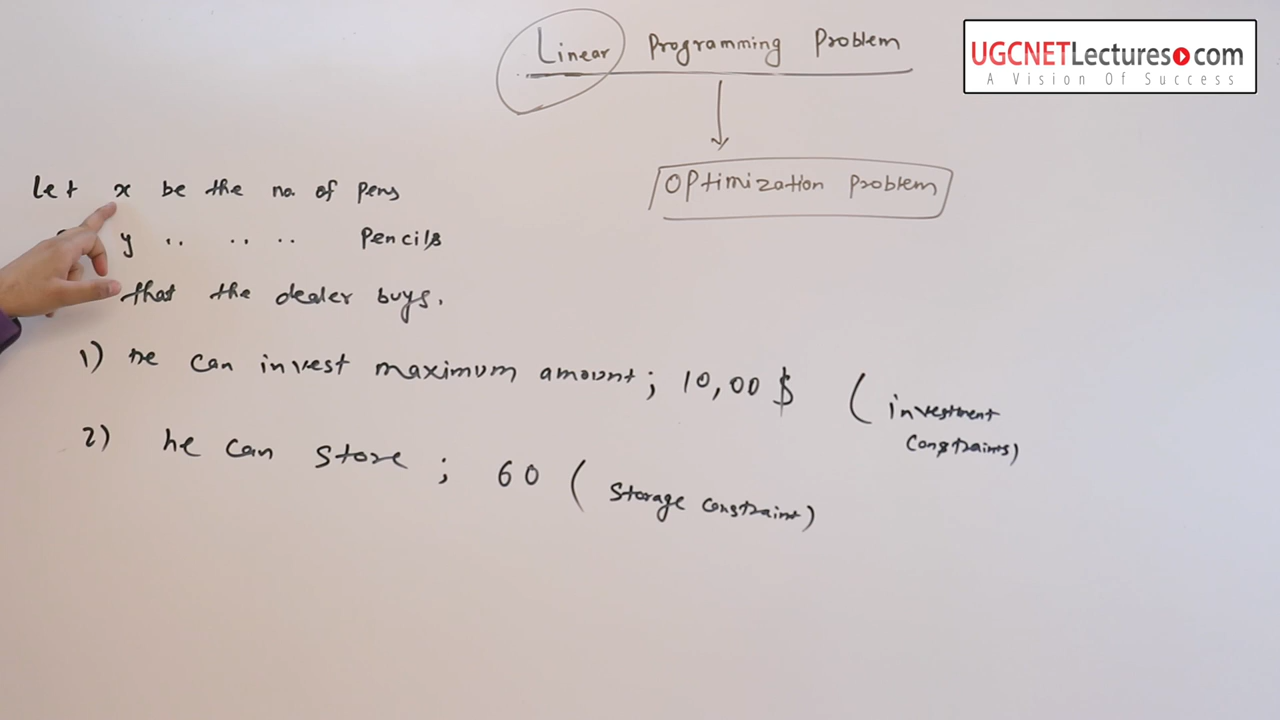 Linear Programming Problem
UGCNETLectures.com
A Vision Of Success
Optimization Problem
Let x be the no. of pens
y .. .. .. Pencils
that the dealer buys.
1) he can invest maximum amount; 10,00 $ (investment
constraints)
2) he can store; 60 (Storage constraint)